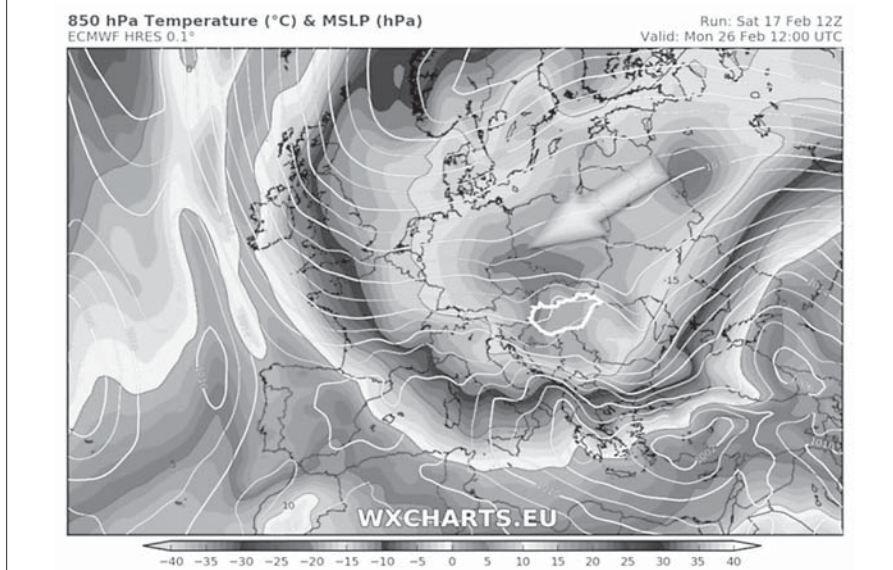 850 hPa Temperature (°C) & MSLP (hPa)
Run: Sat 17 Feb 12Z
ECMWF HRES 0.1°
Valid: Mon 26 Feb 12:00 UTC
-15
10
WXCHARTS.EU
−40 −35 −30 −25 −20 −15 −10 −5 0 5 10 15 20 25 30 35 40